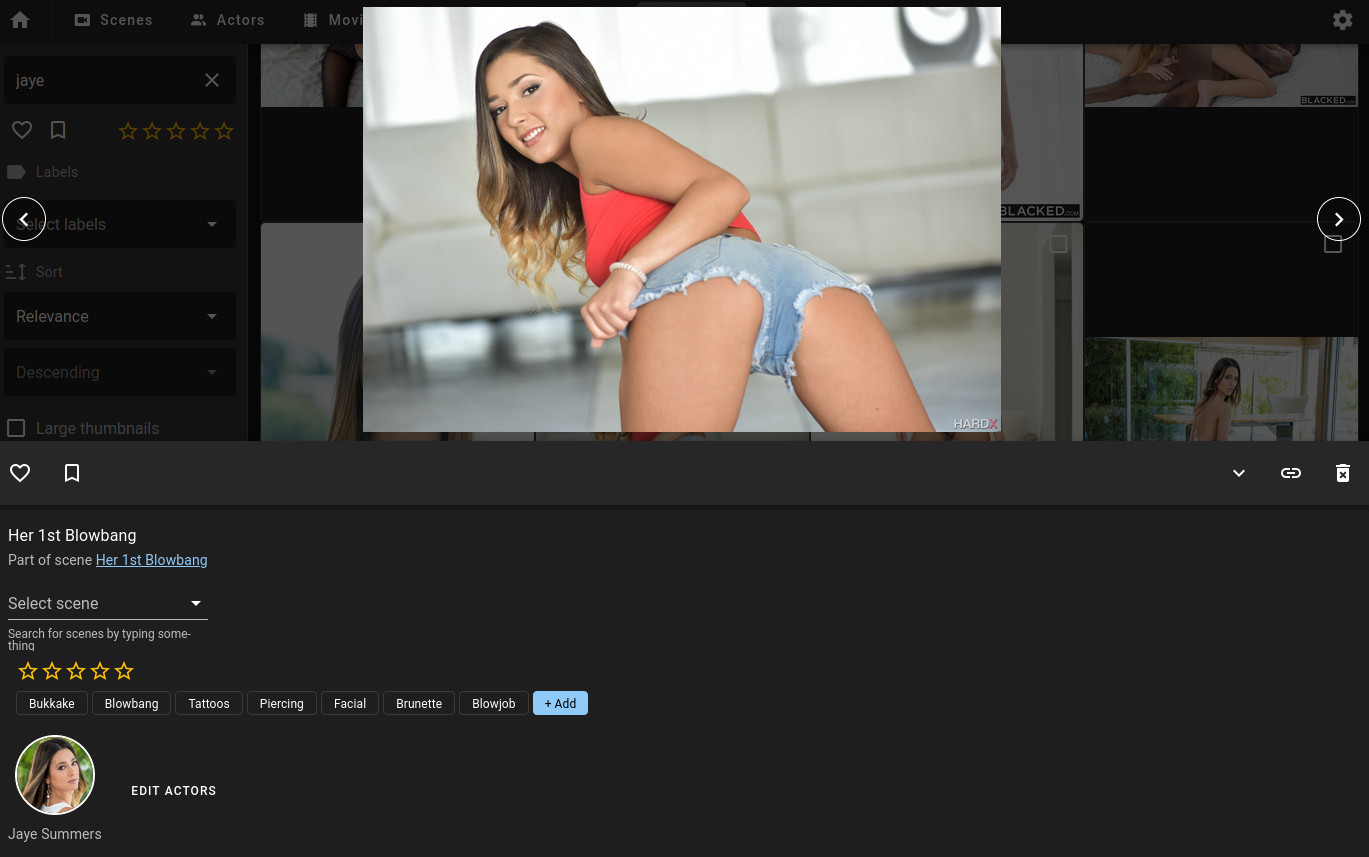 Scenes
Actors
Movi
jaye
Labels
Select labels
Sort
Relevance
Descending
Large thumbnails
BLACKED
BLACKED.COM
HARDX
Her 1st Blowbang
Part of scene Her 1st Blowbang
Select scene
Search for scenes by typing some-
thing
Bukkake
Blowbang
Tattoos
Piercing
Facial
Brunette
Blowjob
+ Add
EDIT ACTORS
Jaye Summers